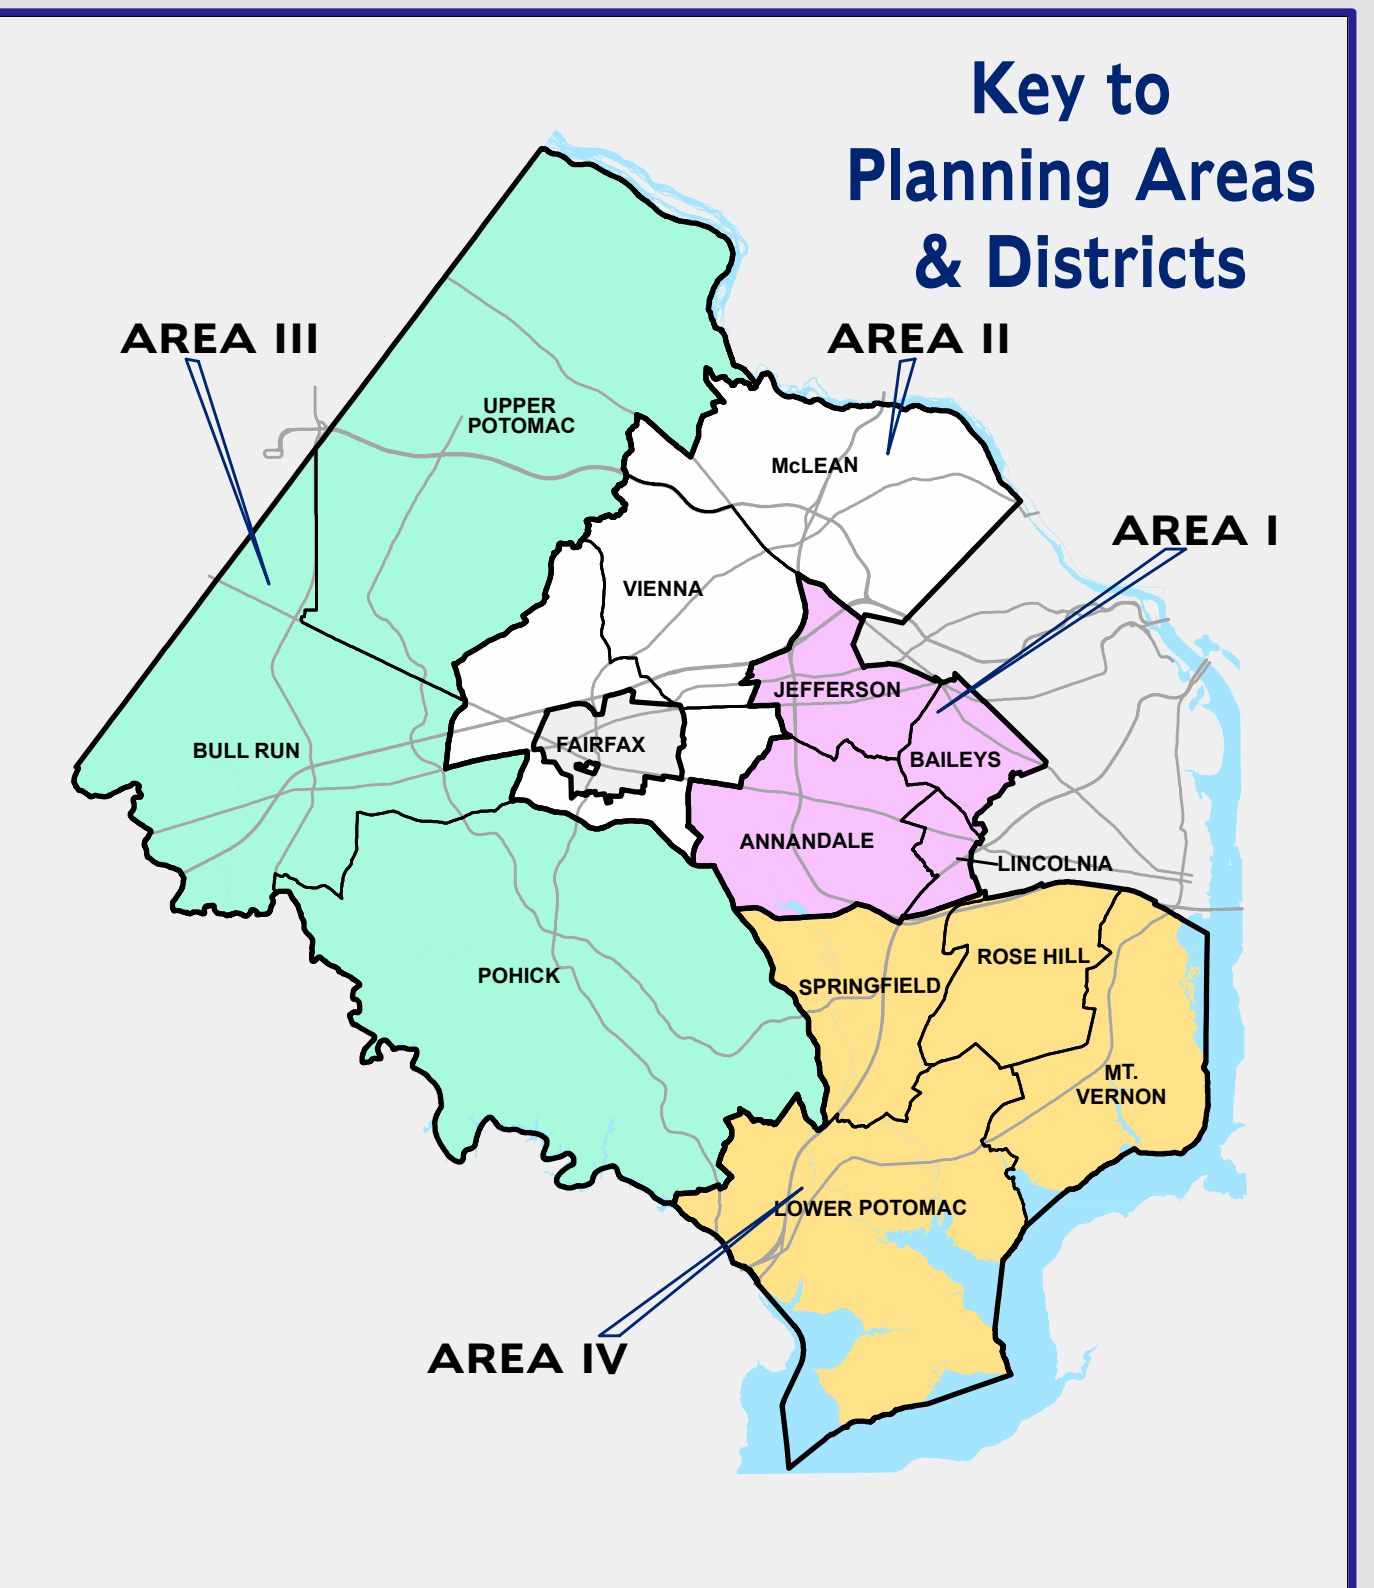 Key to
Planning Areas
& Districts
AREA III
AREA II
UPPER
POTOMAC
McLEAN
AREA I
VIENNA
JEFFERSON
BULL RUN
FAIRFAX
BAILEYS
ANNANDALE
LINCOLNIA
POHICK
SPRINGFIELD
ROSE HILL
MT.
VERNON
LOWER POTOMAC
AREA IV